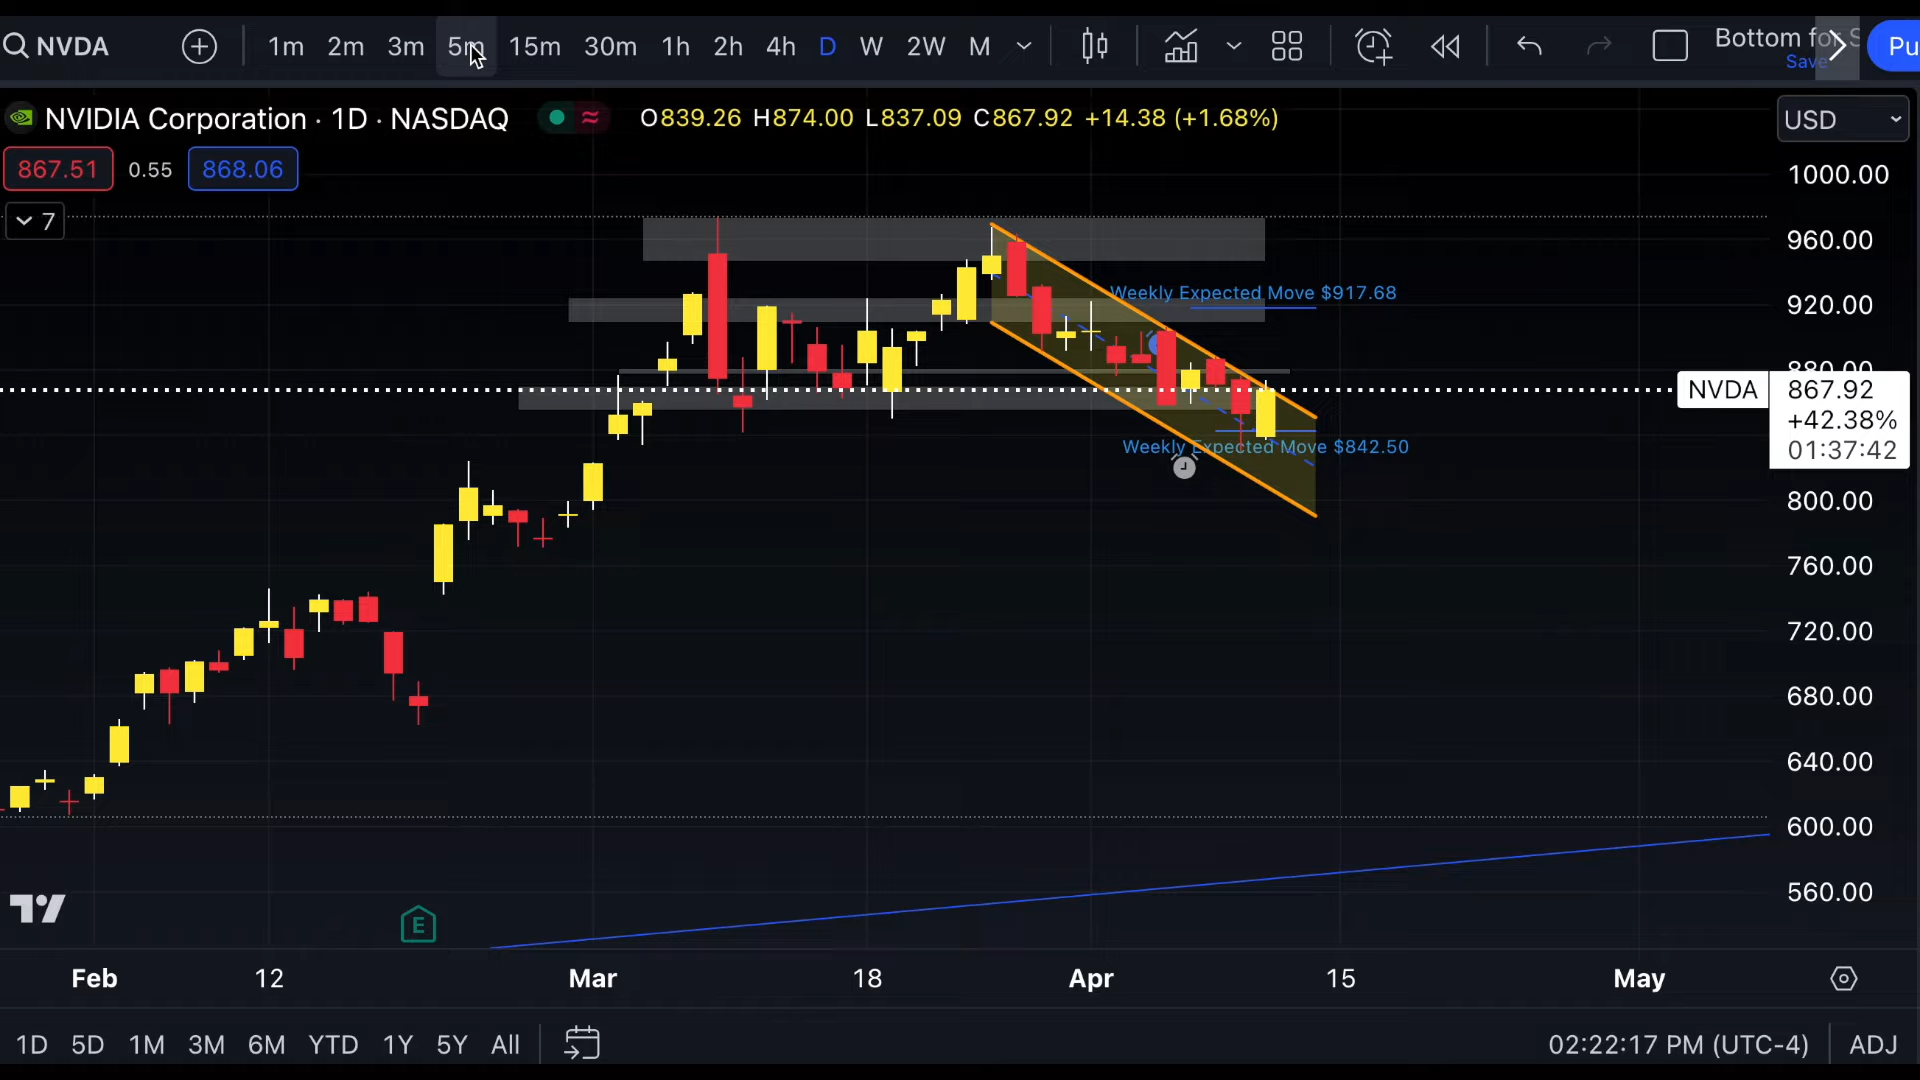 NVDA 1m 2m 3m 5m 15m 30m 1h 2h 4h D W 2W M Bottom for S Pu
Save
NVIDIA Corporation · 1D · NASDAQ O839.26 H874.00 L837.09 C867.92 +14.38 (+1.68%) USD
867.51 0.55 868.06
7
1000.00
960.00
Weekly Expected Move $917.68
920.00
880.00
NVDA 867.92
+42.38%
01:37:42
Weekly Expected Move $842.50
800.00
760.00
720.00
680.00
640.00
600.00
560.00
E
Feb 12 Mar 18 Apr 15 May
1D 5D 1M 3M 6M YTD 1Y 5Y All 02:22:17 PM (UTC-4) ADJ